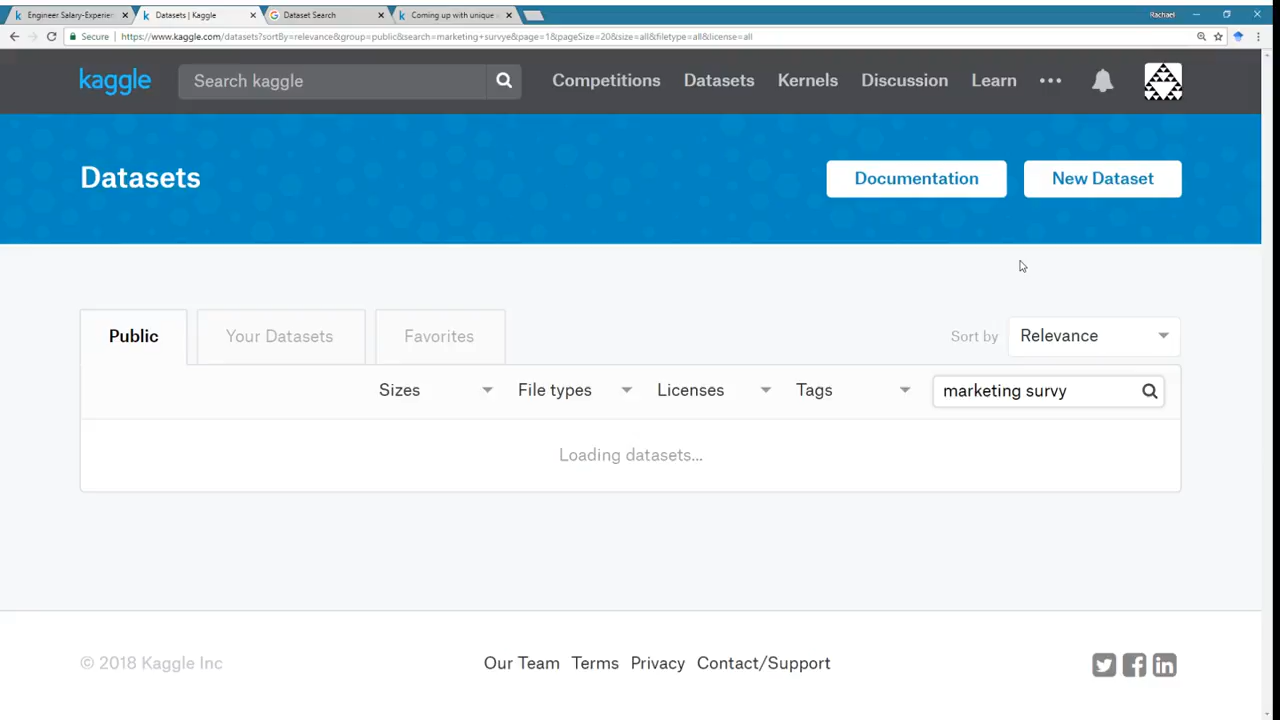 Engineer Salary-Experien
Datasets | Kaggle
Dataset Search
Coming up with unique v
Rachael
Secure
https://www.kaggle.com/datasets?sortBy=relevance&group=public&search=marketing+survye&page=1&pageSize=20&size=all&filetype=all&license=all
kaggle
Search kaggle
Competitions
Datasets
Kernels
Discussion
Learn
Datasets
Documentation
New Dataset
Public
Your Datasets
Favorites
Sort by
Relevance
Sizes
File types
Licenses
Tags
marketing survy
Loading datasets...
© 2018 Kaggle Inc
Our Team
Terms
Privacy
Contact/Support